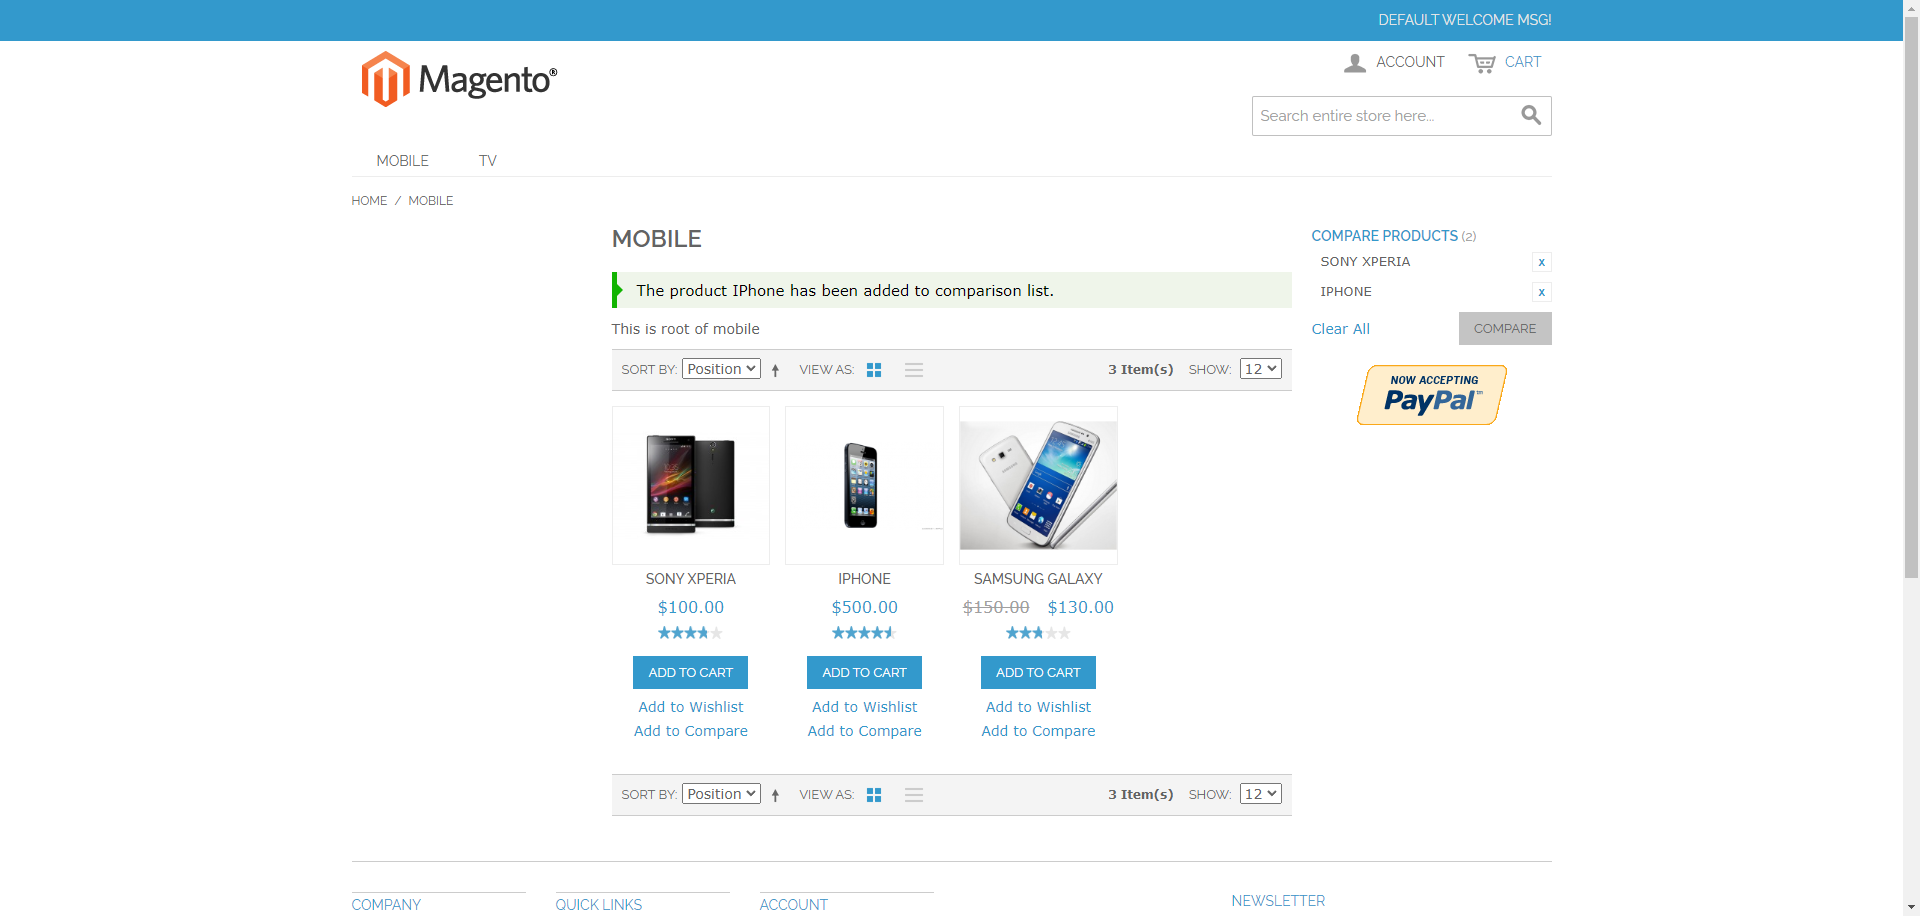 DEFAULT WELCOME MSG!
Magento®
ACCOUNT
CART
Search entire store here...
MOBILE
TV
HOME / MOBILE
MOBILE
The product IPhone has been added to comparison list.
This is root of mobile
SORT BY: Position VIEW AS: 3 Item(s) SHOW: 12
SONY XPERIA
$100.00
ADD TO CART
Add to Wishlist
Add to Compare
IPHONE
$500.00
ADD TO CART
Add to Wishlist
Add to Compare
SAMSUNG GALAXY
$150.00 $130.00
ADD TO CART
Add to Wishlist
Add to Compare
SORT BY: Position VIEW AS: 3 Item(s) SHOW: 12
COMPARE PRODUCTS (2)
SONY XPERIA x
IPHONE x
Clear All COMPARE
NOW ACCEPTING
PayPal™
COMPANY
QUICK LINKS
ACCOUNT
NEWSLETTER